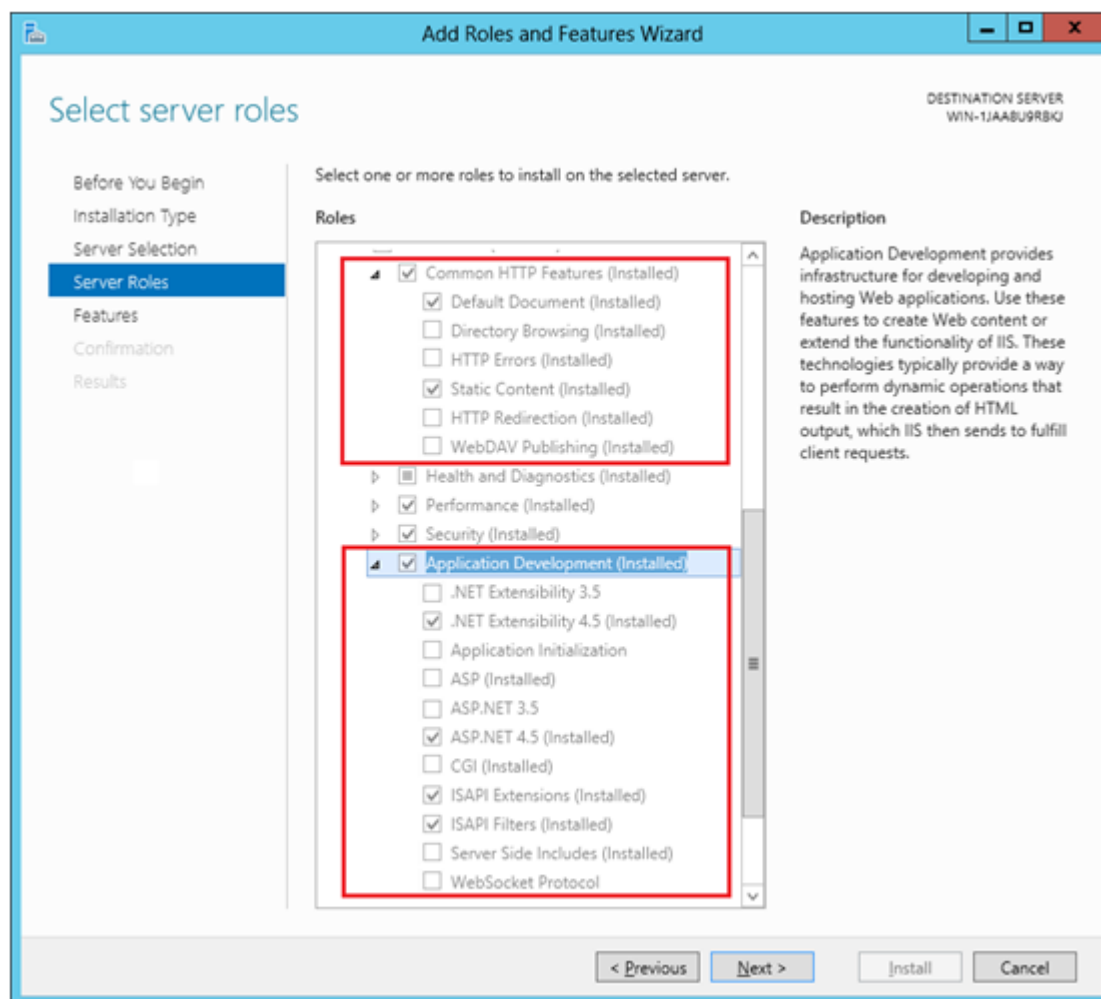 Add Roles and Features Wizard
Select server roles
DESTINATION SERVER
WIN-1JAABU9RBKJ
Before You Begin
Installation Type
Server Selection
Server Roles
Features
Confirmation
Results
Select one or more roles to install on the selected server.
Roles
Common HTTP Features (Installed)
Default Document (Installed)
Directory Browsing (Installed)
HTTP Errors (Installed)
Static Content (Installed)
HTTP Redirection (Installed)
WebDAV Publishing (Installed)
Health and Diagnostics (Installed)
Performance (Installed)
Security (Installed)
Application Development (Installed)
.NET Extensibility 3.5
.NET Extensibility 4.5 (Installed)
Application Initialization
ASP (Installed)
ASP.NET 3.5
ASP.NET 4.5 (Installed)
CGI (Installed)
ISAPI Extensions (Installed)
ISAPI Filters (Installed)
Server Side Includes (Installed)
WebSocket Protocol
Description
Application Development provides
infrastructure for developing and
hosting Web applications. Use these
features to create Web content or
extend the functionality of IIS. These
technologies typically provide a way
to perform dynamic operations that
result in the creation of HTML
output, which IIS then sends to fulfill
client requests.
< Previous
Next >
Install
Cancel